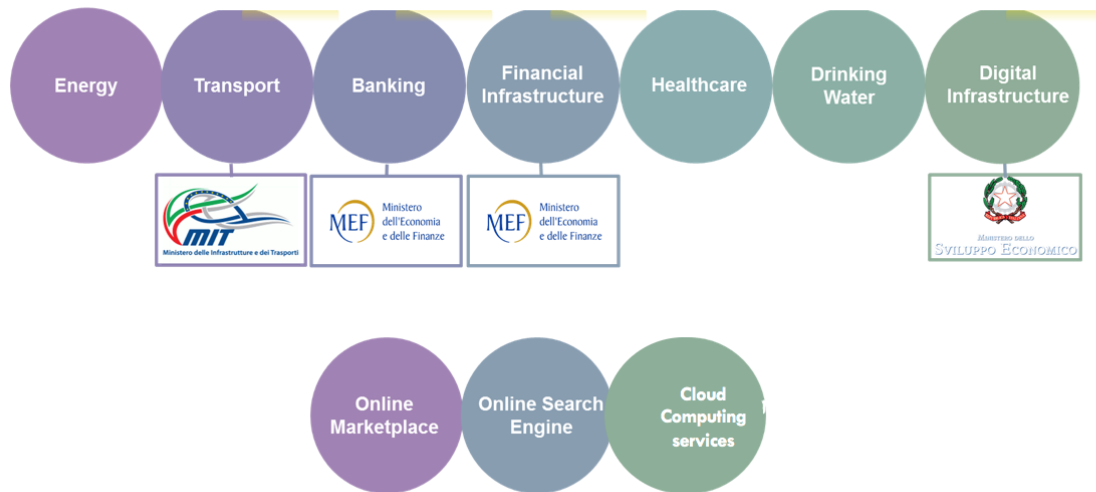 Energy
Transport
Banking
Financial
Infrastructure
Healthcare
Drinking
Water
Digital
Infrastructure
MIT
Ministero delle Infrastrutture e dei Trasporti
MEF
Ministero
dell'Economia
e delle Finanze
MEF
Ministero
dell'Economia
e delle Finanze
Ministero dello
Sviluppo Economico
Online
Marketplace
Online Search
Engine
Cloud
Computing
services